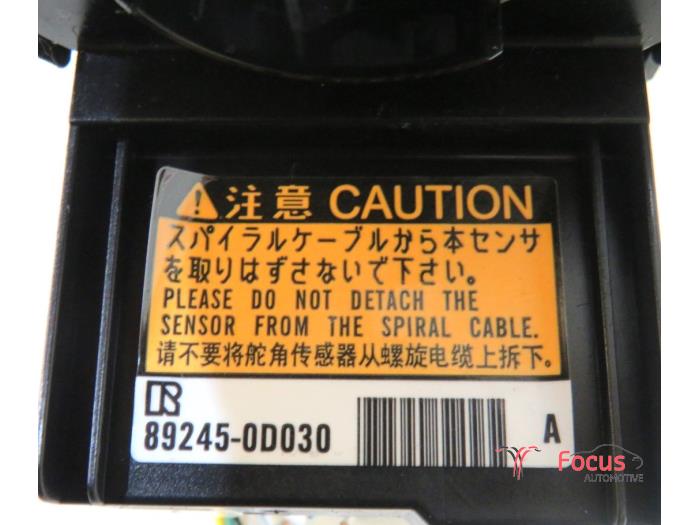 注意 CAUTION
スパイラルケーブルから本センサ
を取りはずさないで下さい。
PLEASE DO NOT DETACH THE
SENSOR FROM THE SPIRAL CABLE.
请不要将舵角传感器从螺旋电缆上拆下。
89245-0D030
A
Focus
AUTOMOTIVE